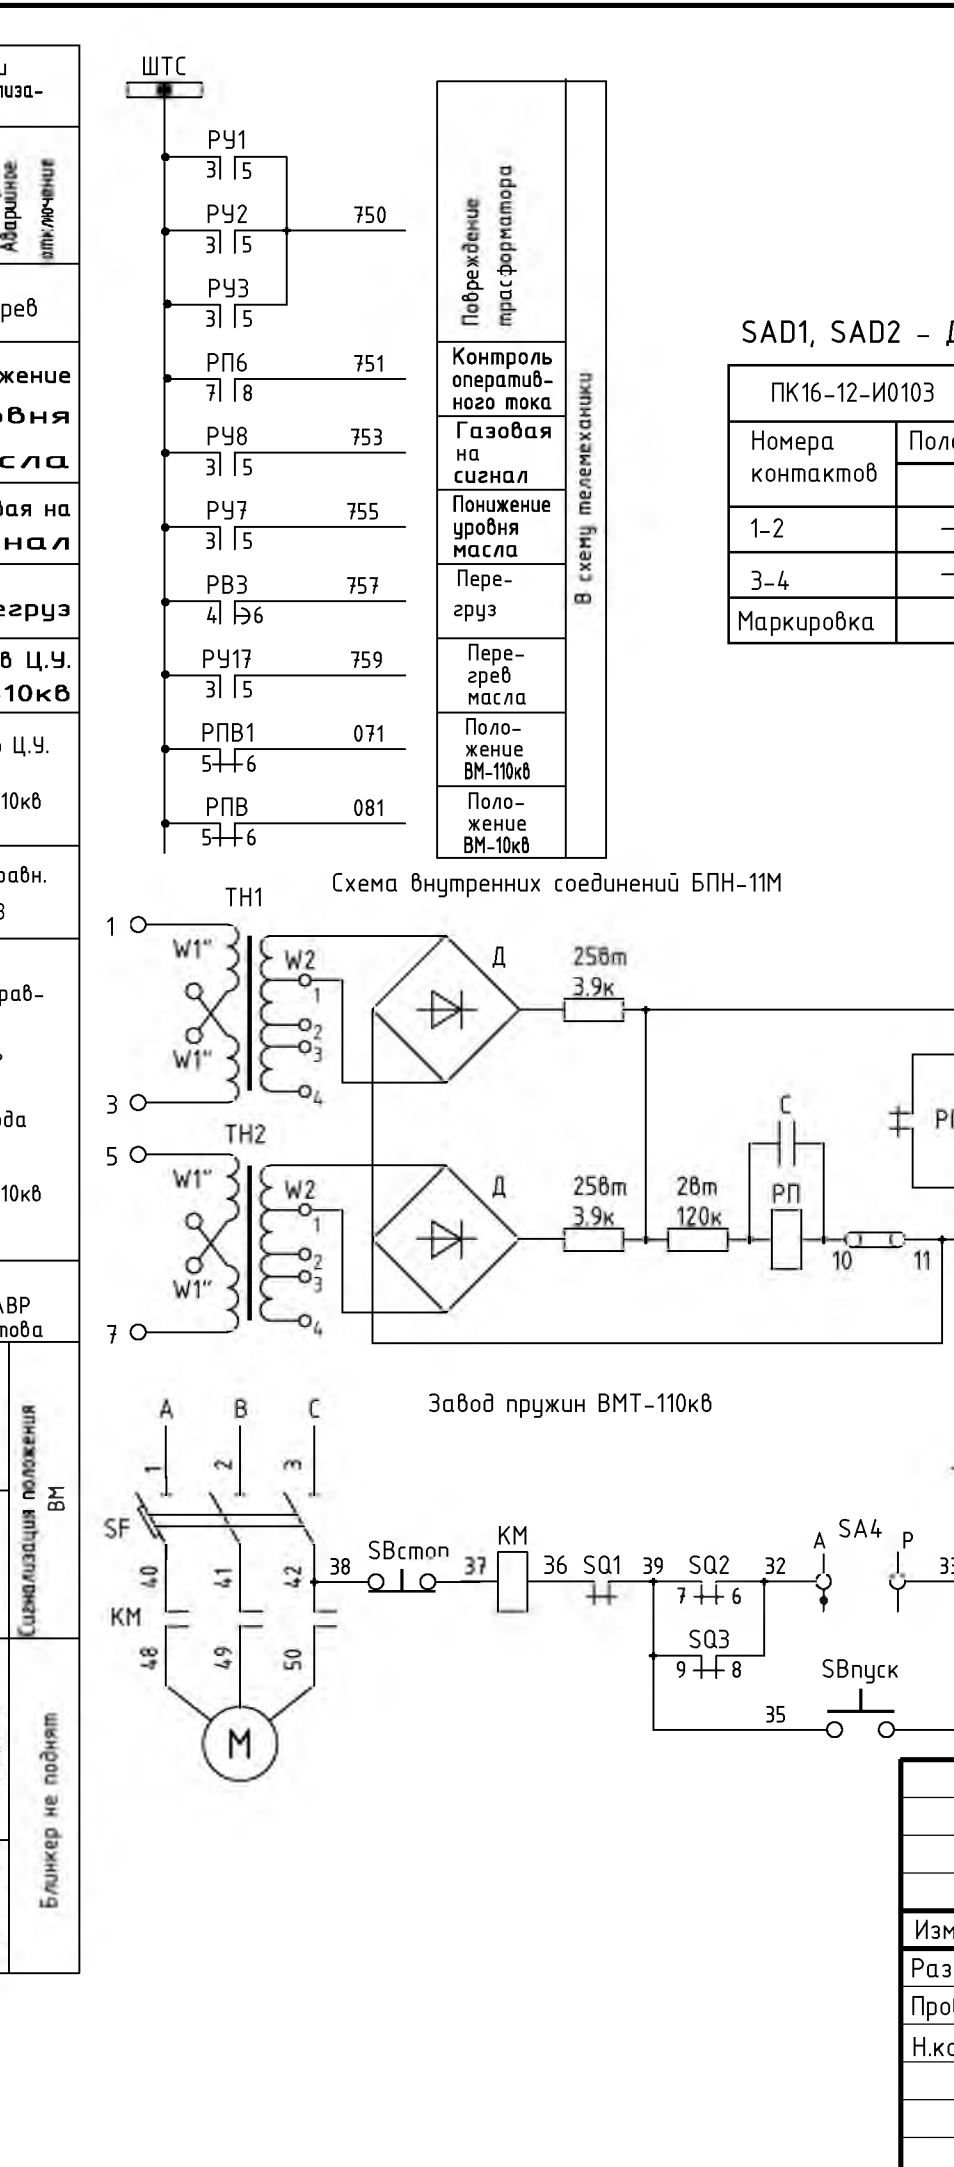 лиза-
Аварийное
отключение
рев
жение
овня
сла
вая на
нал
егруз
в Ц.У.
-10кв
Ц.У.
10кв
равн.
рав-
ода
10кв
АВР
Сигнализация положения
ВМ
Блинкер не поднят
ШТС
РУ1
3 5
РУ2
3 5
750
РУ3
3 5
Повреждение
трасформатора
РП6
7 8
751
Контроль
оператив-
ного тока
РУ8
3 5
753
Газовая
на
сигнал
РУ7
3 5
755
Понижение
уровня
масла
РВ3
4 6
757
Пере-
груз
РУ17
3 5
759
Пере-
грев
масла
РПВ1
5 6
071
Поло-
жение
ВМ-110кв
РПВ
5 6
081
Поло-
жение
ВМ-10кв
В схему телемеханики
SAD1, SAD2 -
ПК16-12-И0103
Номера
контактов
Поло
1-2
3-4
Маркировка
Схема внутренних соединений БПН-11М
ТН1
1
W1"
W1"
3
W2
1
2
3
4
Д
25вт
3.9к
ТН2
5
W1"
W1"
7
W2
1
2
3
4
Д
25вт
3.9к
2вт
120к
С
РП
10
11
Завод пружин ВМТ-110кв
А В С
1 2 3
SF
40 41 42
КМ
48 49 50
М
38
SBстоп
37
КМ
36
SQ1
39
SQ2
7 6
32
SQ3
9 8
А
SA4
Р
33
35
SBпуск
Изм
Раз
Про
Н.ко